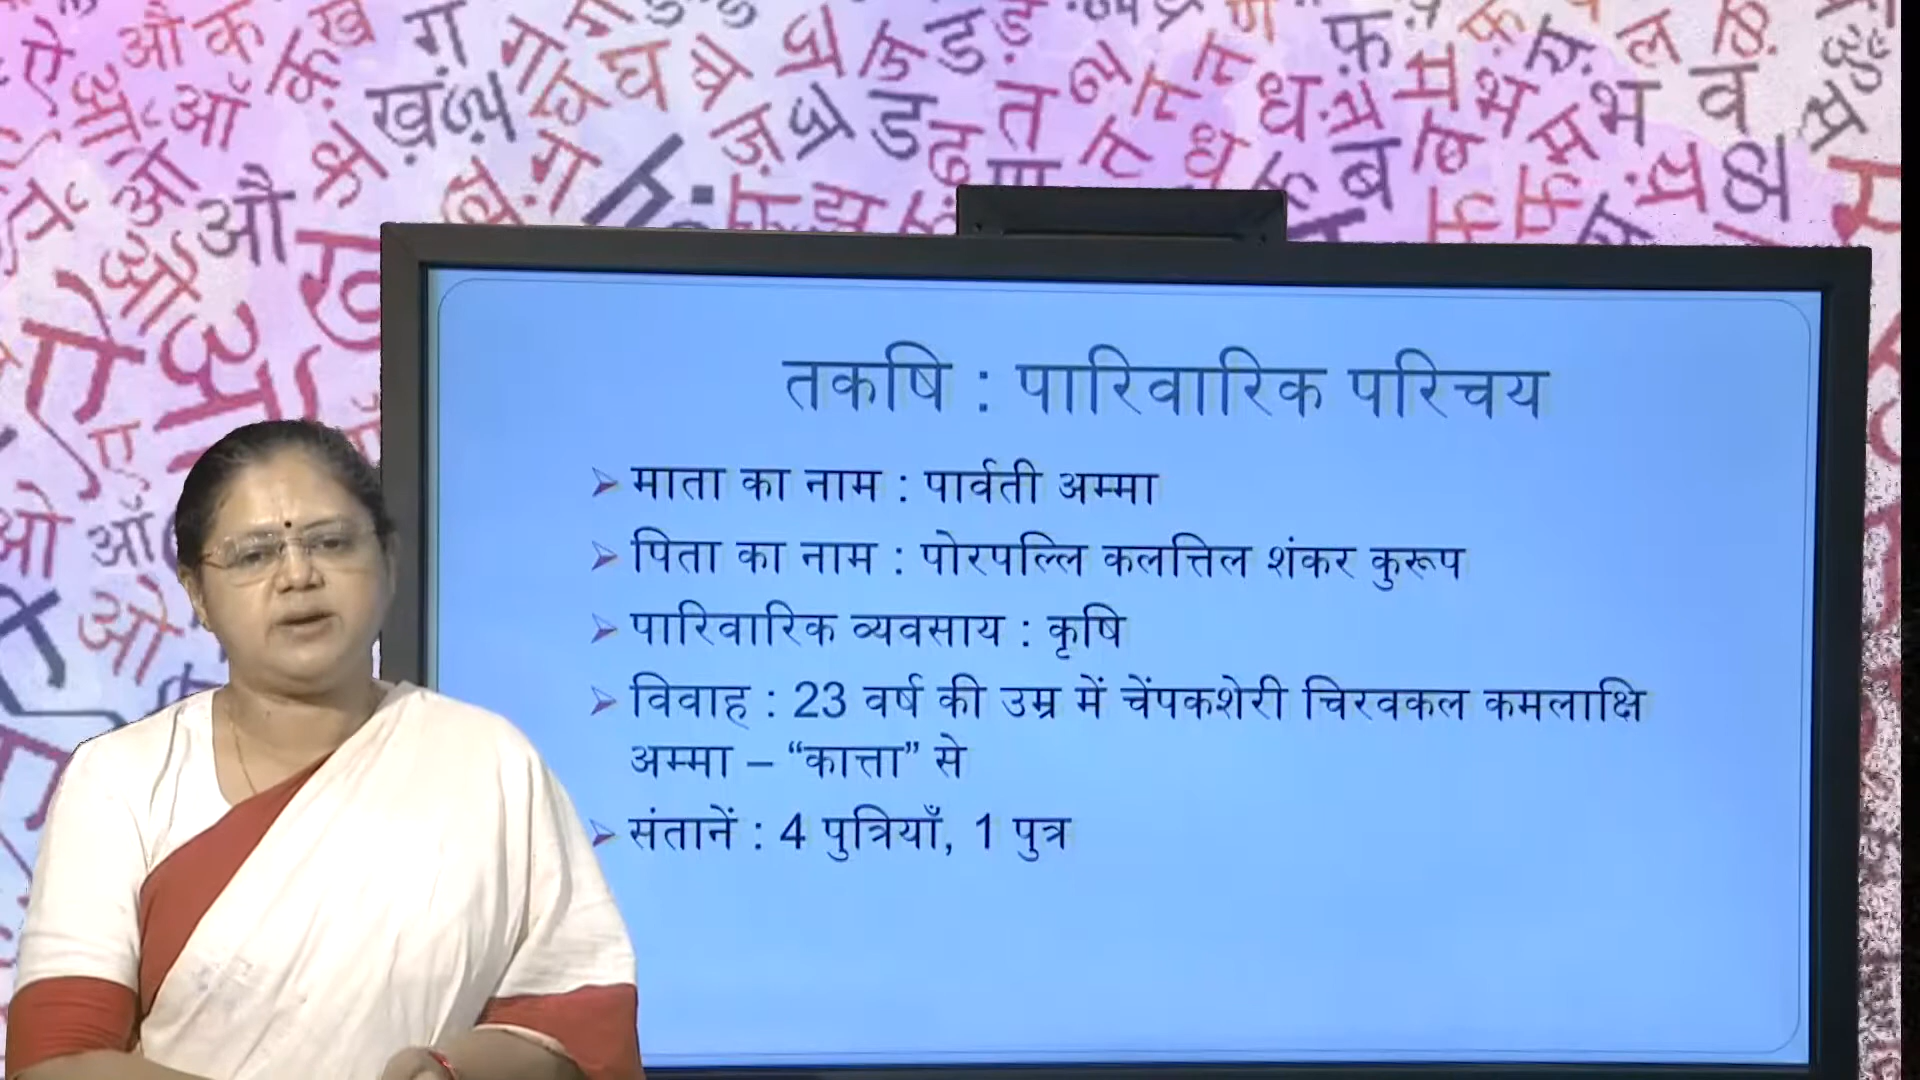 तकषि : पारिवारिक परिचय
➢ माता का नाम : पार्वती अम्मा
➢ पिता का नाम : पोरपल्लि कलत्तिल शंकर कुरूप
➢ पारिवारिक व्यवसाय : कृषि
➢ विवाह : 23 वर्ष की उम्र में चेंपकशेरी चिरवकल कमलाक्षि
अम्मा – “कात्ता” से
➢ संतानें : 4 पुत्रियाँ, 1 पुत्र